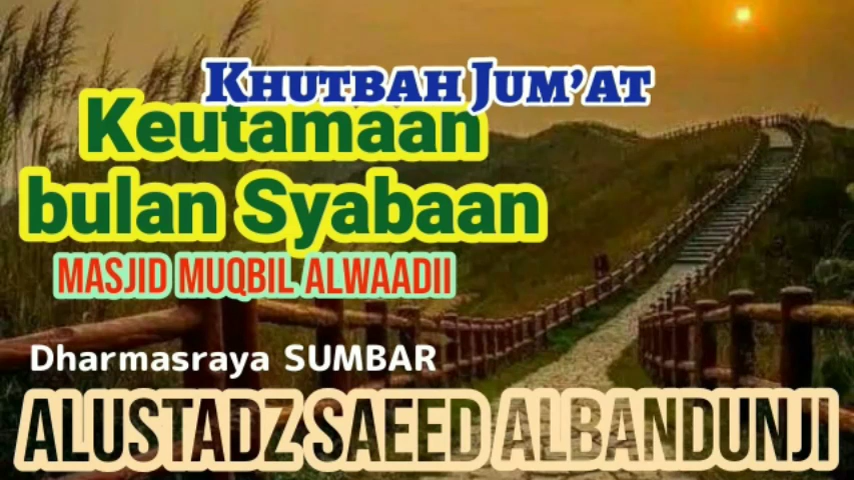 Khutbah Jum’at
Keutamaan
bulan Syabaan
MASJID MUQBIL ALWAADII
Dharmasraya SUMBAR
ALUSTADZ SAEED ALBANDUNJI